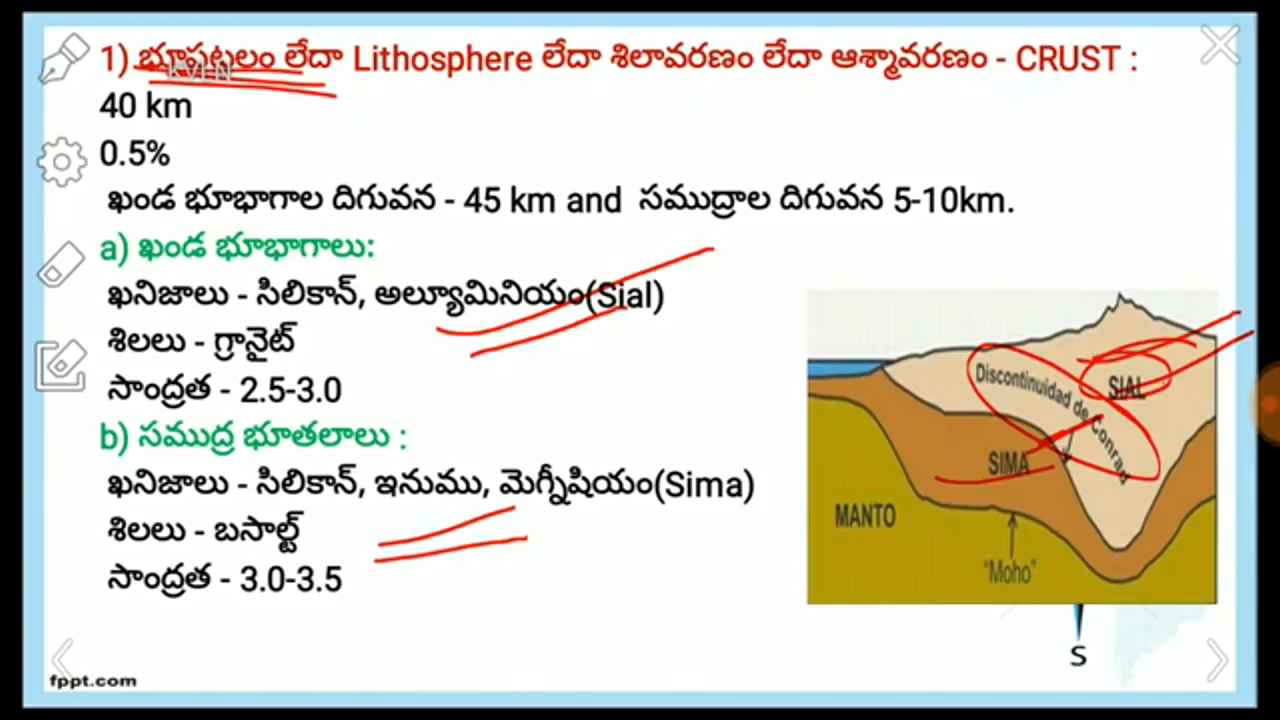 1) భూపటలం లేదా Lithosphere లేదా శిలావరణం లేదా ఆశ్మావరణం - CRUST :
40 km
0.5%
ఖండ భూభాగాల దిగువన - 45 km and సముద్రాల దిగువన 5-10km.
a) ఖండ భూభాగాలు:
ఖనిజాలు - సిలికాన్, అల్యూమినియం(Sial)
శిలలు - గ్రానైట్
సాంద్రత - 2.5-3.0
b) సముద్ర భూతలాలు :
ఖనిజాలు - సిలికాన్, ఇనుము, మెగ్నీషియం(Sima)
శిలలు - బసాల్ట్
సాంద్రత - 3.0-3.5
Discontinuidad de Conrad
SIAL
SIMA
MANTO
"Moho"
S
fppt.com